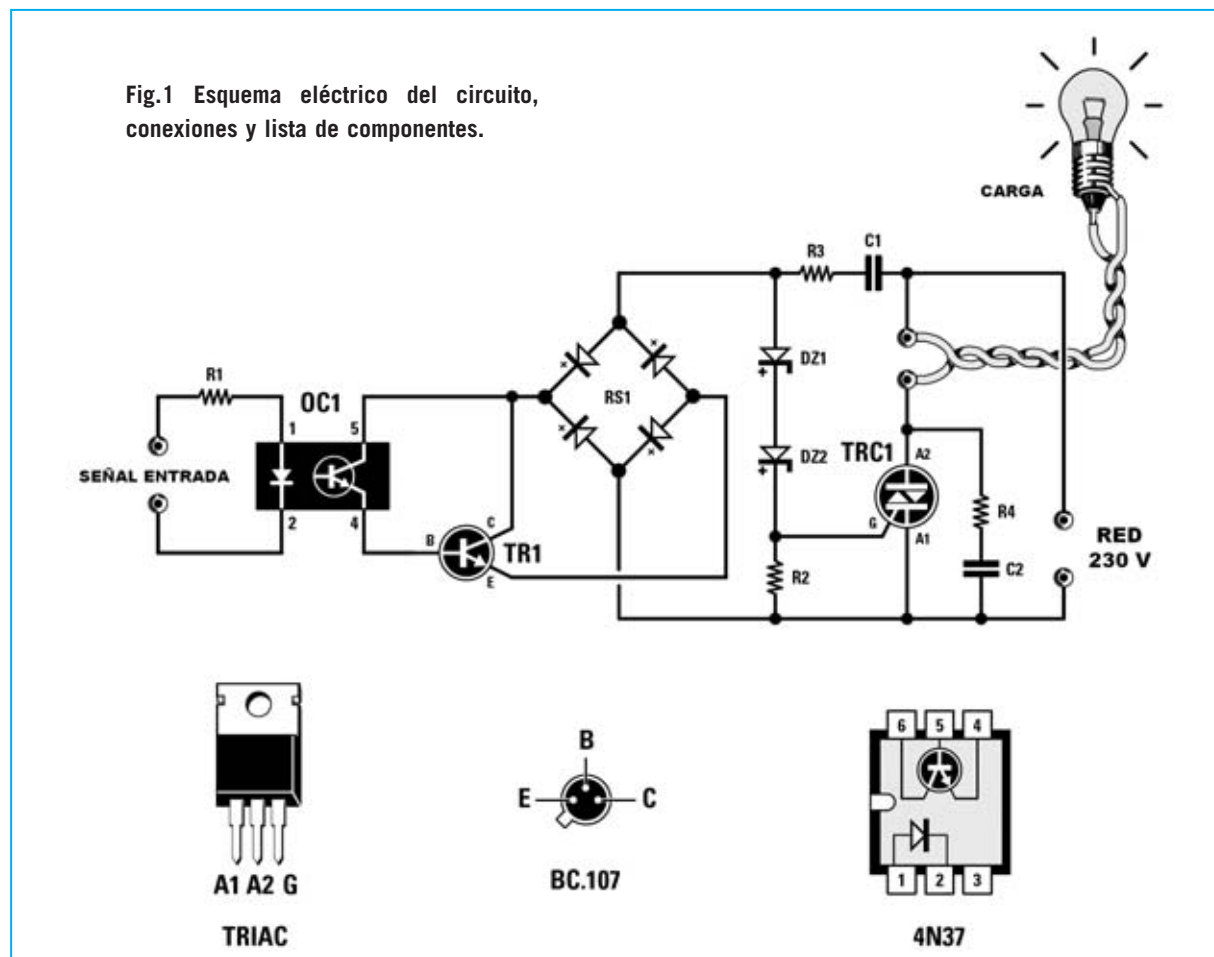 Fig.1 Esquema eléctrico del circuito,
conexiones y lista de componentes.
CARGA
R3
C1
R1
OC1
1
5
SEÑAL ENTRADA
2
4
B
C
E
TR1
RS1
DZ1
+
DZ2
+
TRC1
A2
G
A1
R2
R4
C2
RED
230 V
A1 A2 G
TRIAC
B
E
C
BC.107
6 5 4
1 2 3
4N37